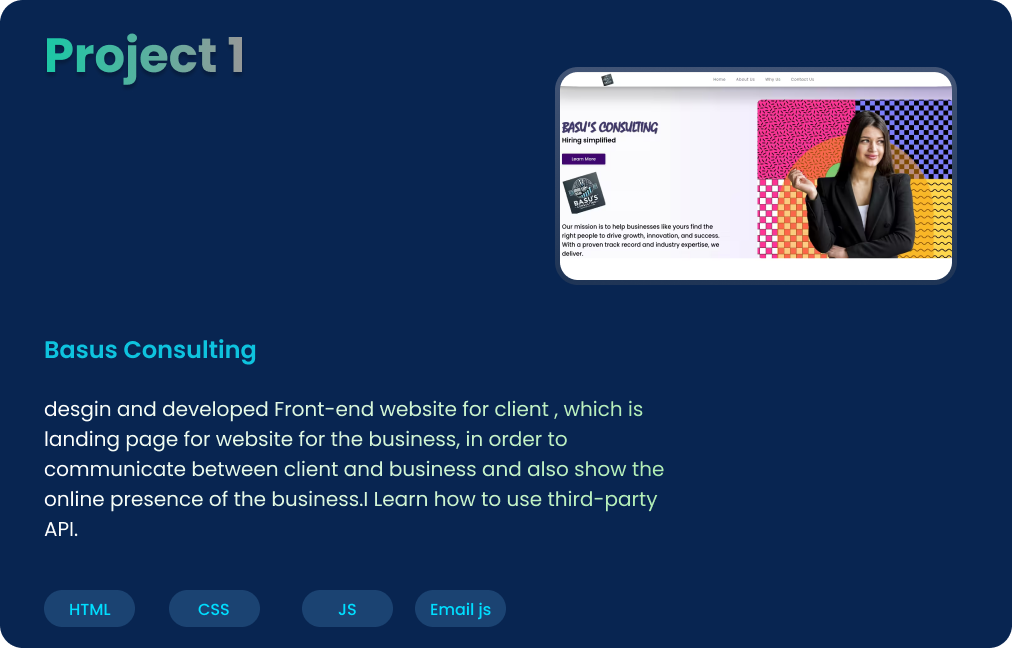 Project 1
Home About Us Why Us Contact Us
BASU'S CONSULTING
Hiring simplified
Learn More
BASU'S
Our mission is to help businesses like yours find the
right people to drive growth, innovation, and success.
With a proven track record and industry expertise, we
deliver.
Basus Consulting
desgin and developed Front-end website for client , which is
landing page for website for the business, in order to
communicate between client and business and also show the
online presence of the business.I Learn how to use third-party
API.
HTML CSS JS Email js